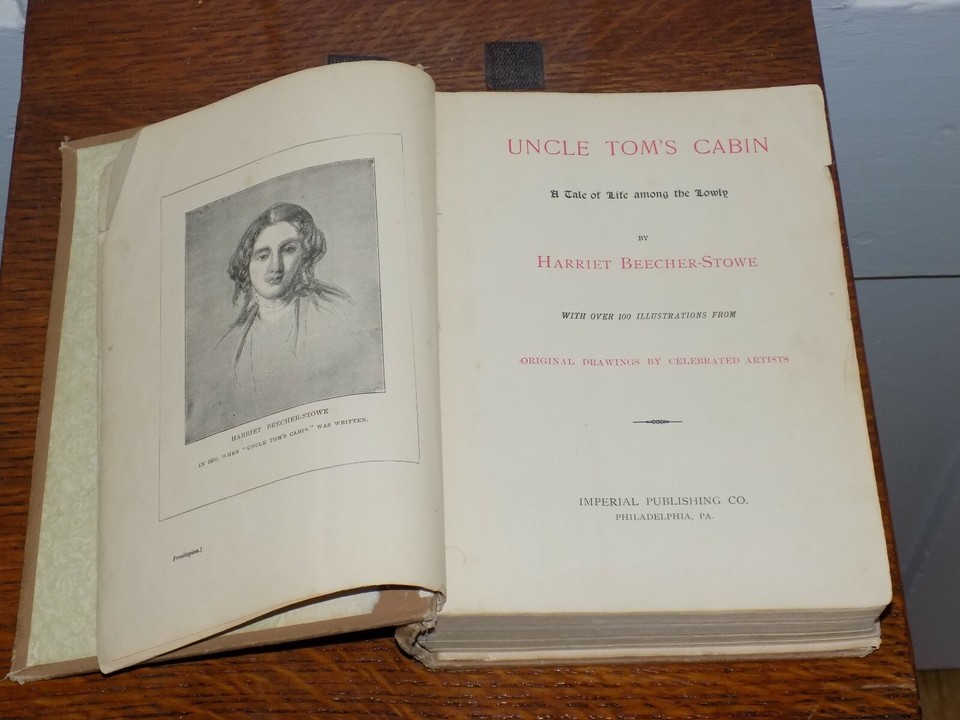 HARRIET BEECHER-STOWE
IN 1850, WHEN "UNCLE TOM'S CABIN" WAS WRITTEN.
Frontispiece.]
UNCLE TOM'S CABIN
A Tale of Life among the Lowly
BY
HARRIET BEECHER-STOWE
WITH OVER 100 ILLUSTRATIONS FROM
ORIGINAL DRAWINGS BY CELEBRATED ARTISTS
IMPERIAL PUBLISHING CO.
PHILADELPHIA, PA.